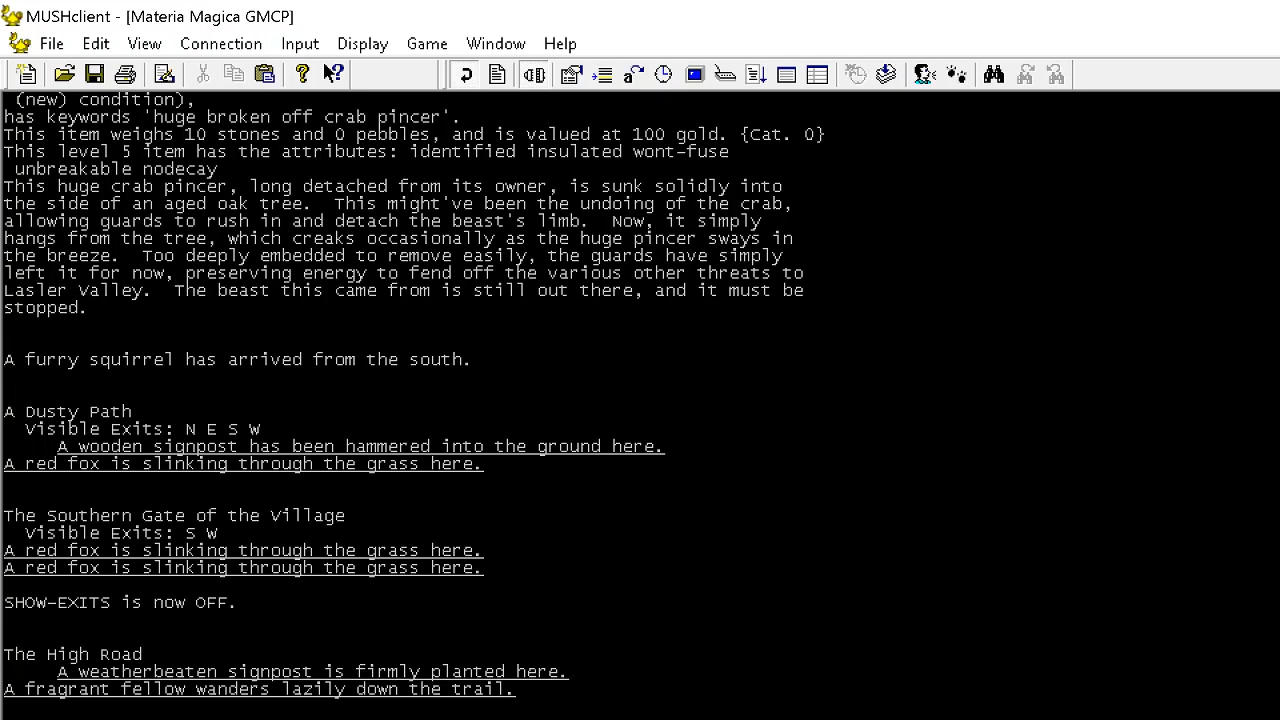 MUSHclient - [Materia Magica GMCP]
File Edit View Connection Input Display Game Window Help
(new) condition),
has keywords 'huge broken off crab pincer'.
This item weighs 10 stones and 0 pebbles, and is valued at 100 gold. {Cat. 0}
This level 5 item has the attributes: identified insulated wont-fuse
unbreakable nodecay
This huge crab pincer, long detached from its owner, is sunk solidly into
the side of an aged oak tree.  This might've been the undoing of the crab,
allowing guards to rush in and detach the beast's limb.  Now, it simply
hangs from the tree, which creaks occasionally as the huge pincer sways in
the breeze.  Too deeply embedded to remove easily, the guards have simply
left it for now, preserving energy to fend off the various other threats to
Lasler Valley.  The beast this came from is still out there, and it must be
stopped.
A furry squirrel has arrived from the south.
A Dusty Path
Visible Exits: N E S W
A wooden signpost has been hammered into the ground here.
A red fox is slinking through the grass here.
The Southern Gate of the Village
Visible Exits: S W
A red fox is slinking through the grass here.
A red fox is slinking through the grass here.
SHOW-EXITS is now OFF.
The High Road
A weatherbeaten signpost is firmly planted here.
A fragrant fellow wanders lazily down the trail.